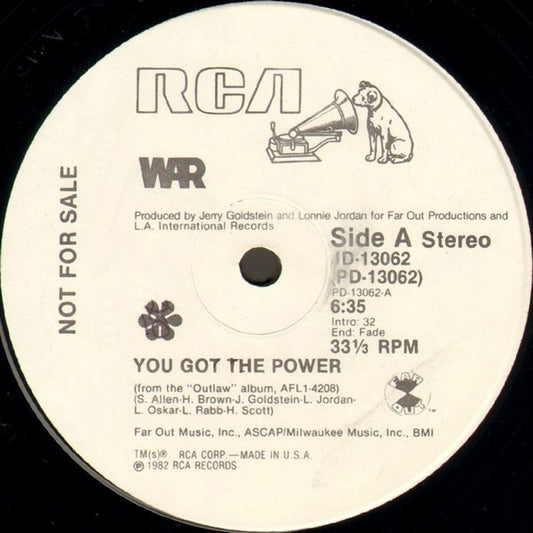 RCA
WAR
NOT FOR SALE
Produced by Jerry Goldstein and Lonnie Jordan for Far Out Productions and
L.A. International Records
Side A Stereo
JD-13062
(PD-13062)
PD-13062-A
6:35
Intro: 32
End: Fade
33⅓ RPM
YOU GOT THE POWER
(from the "Outlaw" album, AFL1-4208)
(S. Allen-H. Brown-J. Goldstein-L. Jordan-
L. Oskar-L. Rabb-H. Scott)
FAR
OUT
™
Far Out Music, Inc., ASCAP/Milwaukee Music, Inc., BMI
TM(s)® RCA CORP.—MADE IN U.S.A.
℗ 1982 RCA RECORDS